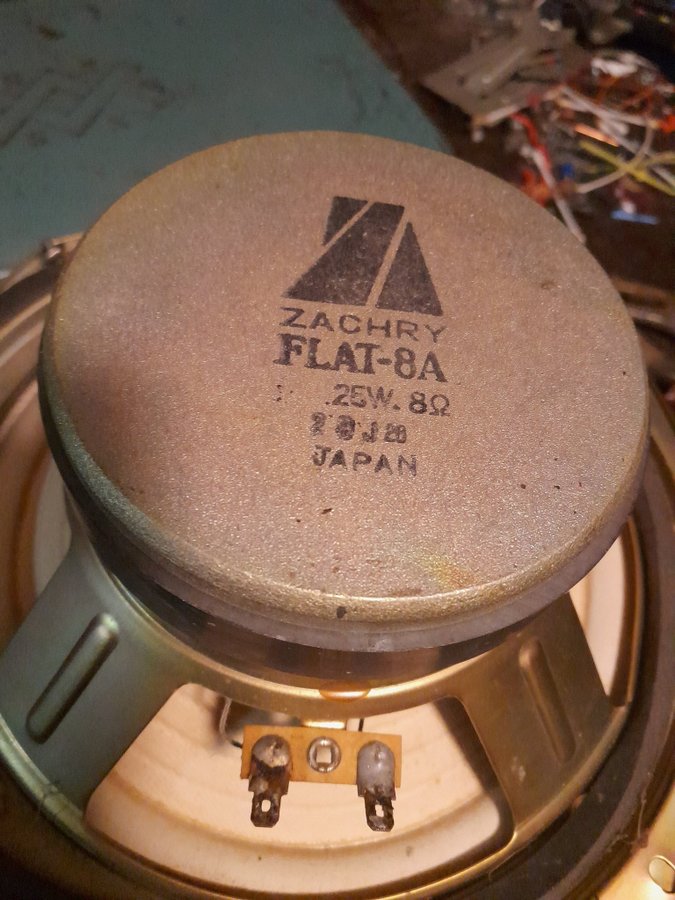 ZACHRY
FLAT-8A
25W. 8Ω
JAPAN